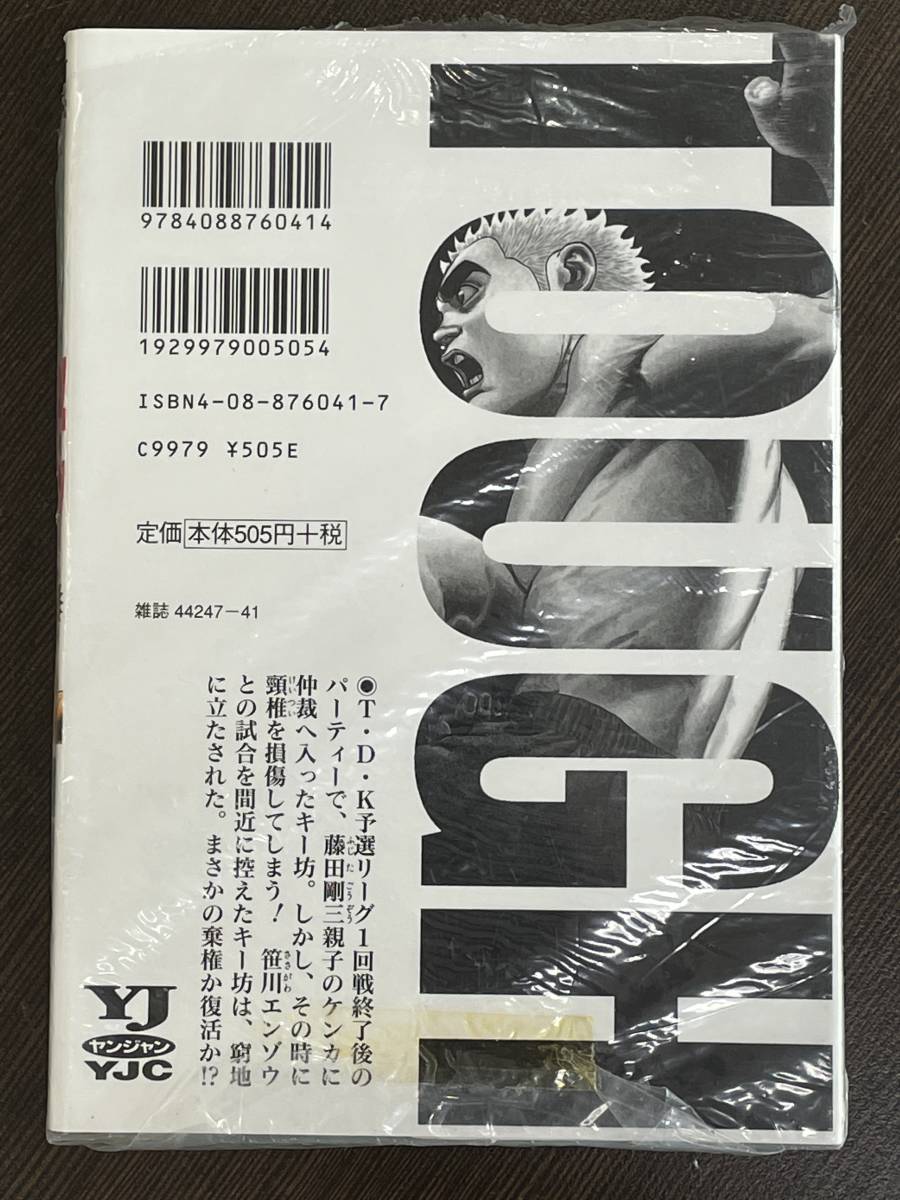 TOUGH
9784088760414
1929979005054
ISBN4-08-876041-7
C9979 ¥505E
定価 本体505円+税
雑誌 44247-41
◉T・D・K予選リーグ1回戦終了後の
パーティーで、藤田剛三親子のケンカに
仲裁へ入ったキー坊。しかし、その時に
頸椎を損傷してしまう! 笹川エンゾウ
との試合を間近に控えたキー坊は、窮地
に立たされた。まさかの棄権か復活か!?
YJ
ヤンジャン
YJC